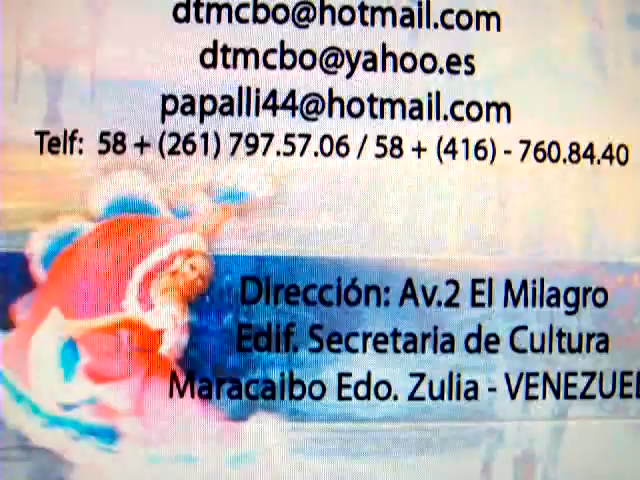 dtmcbo@hotmail.com
dtmcbo@yahoo.es
papalli44@hotmail.com
Telf: 58 + (261) 797.57.06 / 58 + (416) - 760.84.40
Dirección: Av.2 El Milagro
Edif. Secretaria de Cultura
Maracaibo Edo. Zulia - VENEZUEL